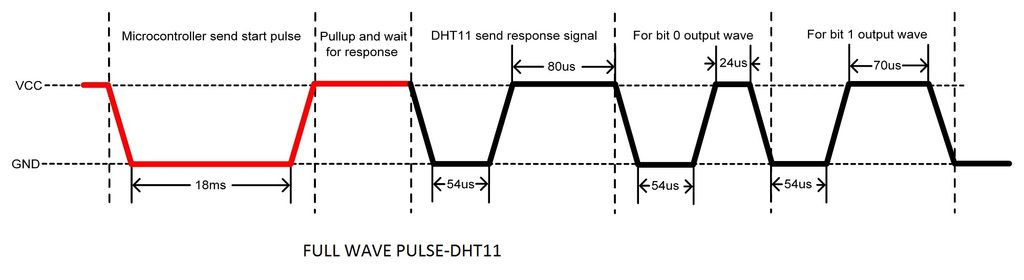 Microcontroller send start pulse
Pullup and wait
for response
DHT11 send response signal
For bit 0 output wave
For bit 1 output wave
80us
24us
70us
VCC
GND
18ms
54us
54us
54us
FULL WAVE PULSE-DHT11